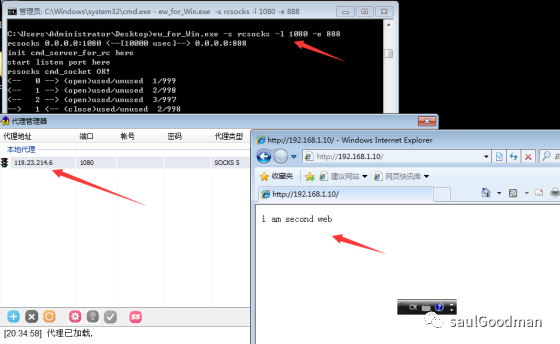 管理员: C:\Windows\system32\cmd.exe - ew_for_Win.exe -s rcsocks -l 1080 -e 888
C:\Users\Administrator\Desktop>ew_for_Win.exe -s rcsocks -l 1080 -e 888
rcsocks 0.0.0.0:1080 <--[10000 usec]--> 0.0.0.0:888
init cmd_server_for_rc here
start listen port here
rssocks cmd_socket OK!
<-- 0 --> (open)used/unused 1/999
<-- 1 --> (open)used/unused 2/998
<-- 2 --> (open)used/unused 3/997
--> 1 <-- (close)used/unused 2/998
代理管理器
代理地址 端口 帐号 密码 代理类型
本地代理
119.23.214.6 1080 SOCKS 5
[20:34:58] 代理已加载.
http://192.168.1.10/ - Windows Internet Explorer
http://192.168.1.10/
收藏夹 建议网站 网页快讯库
http://192.168.1.10/
i am second web
CH
saulGoodman